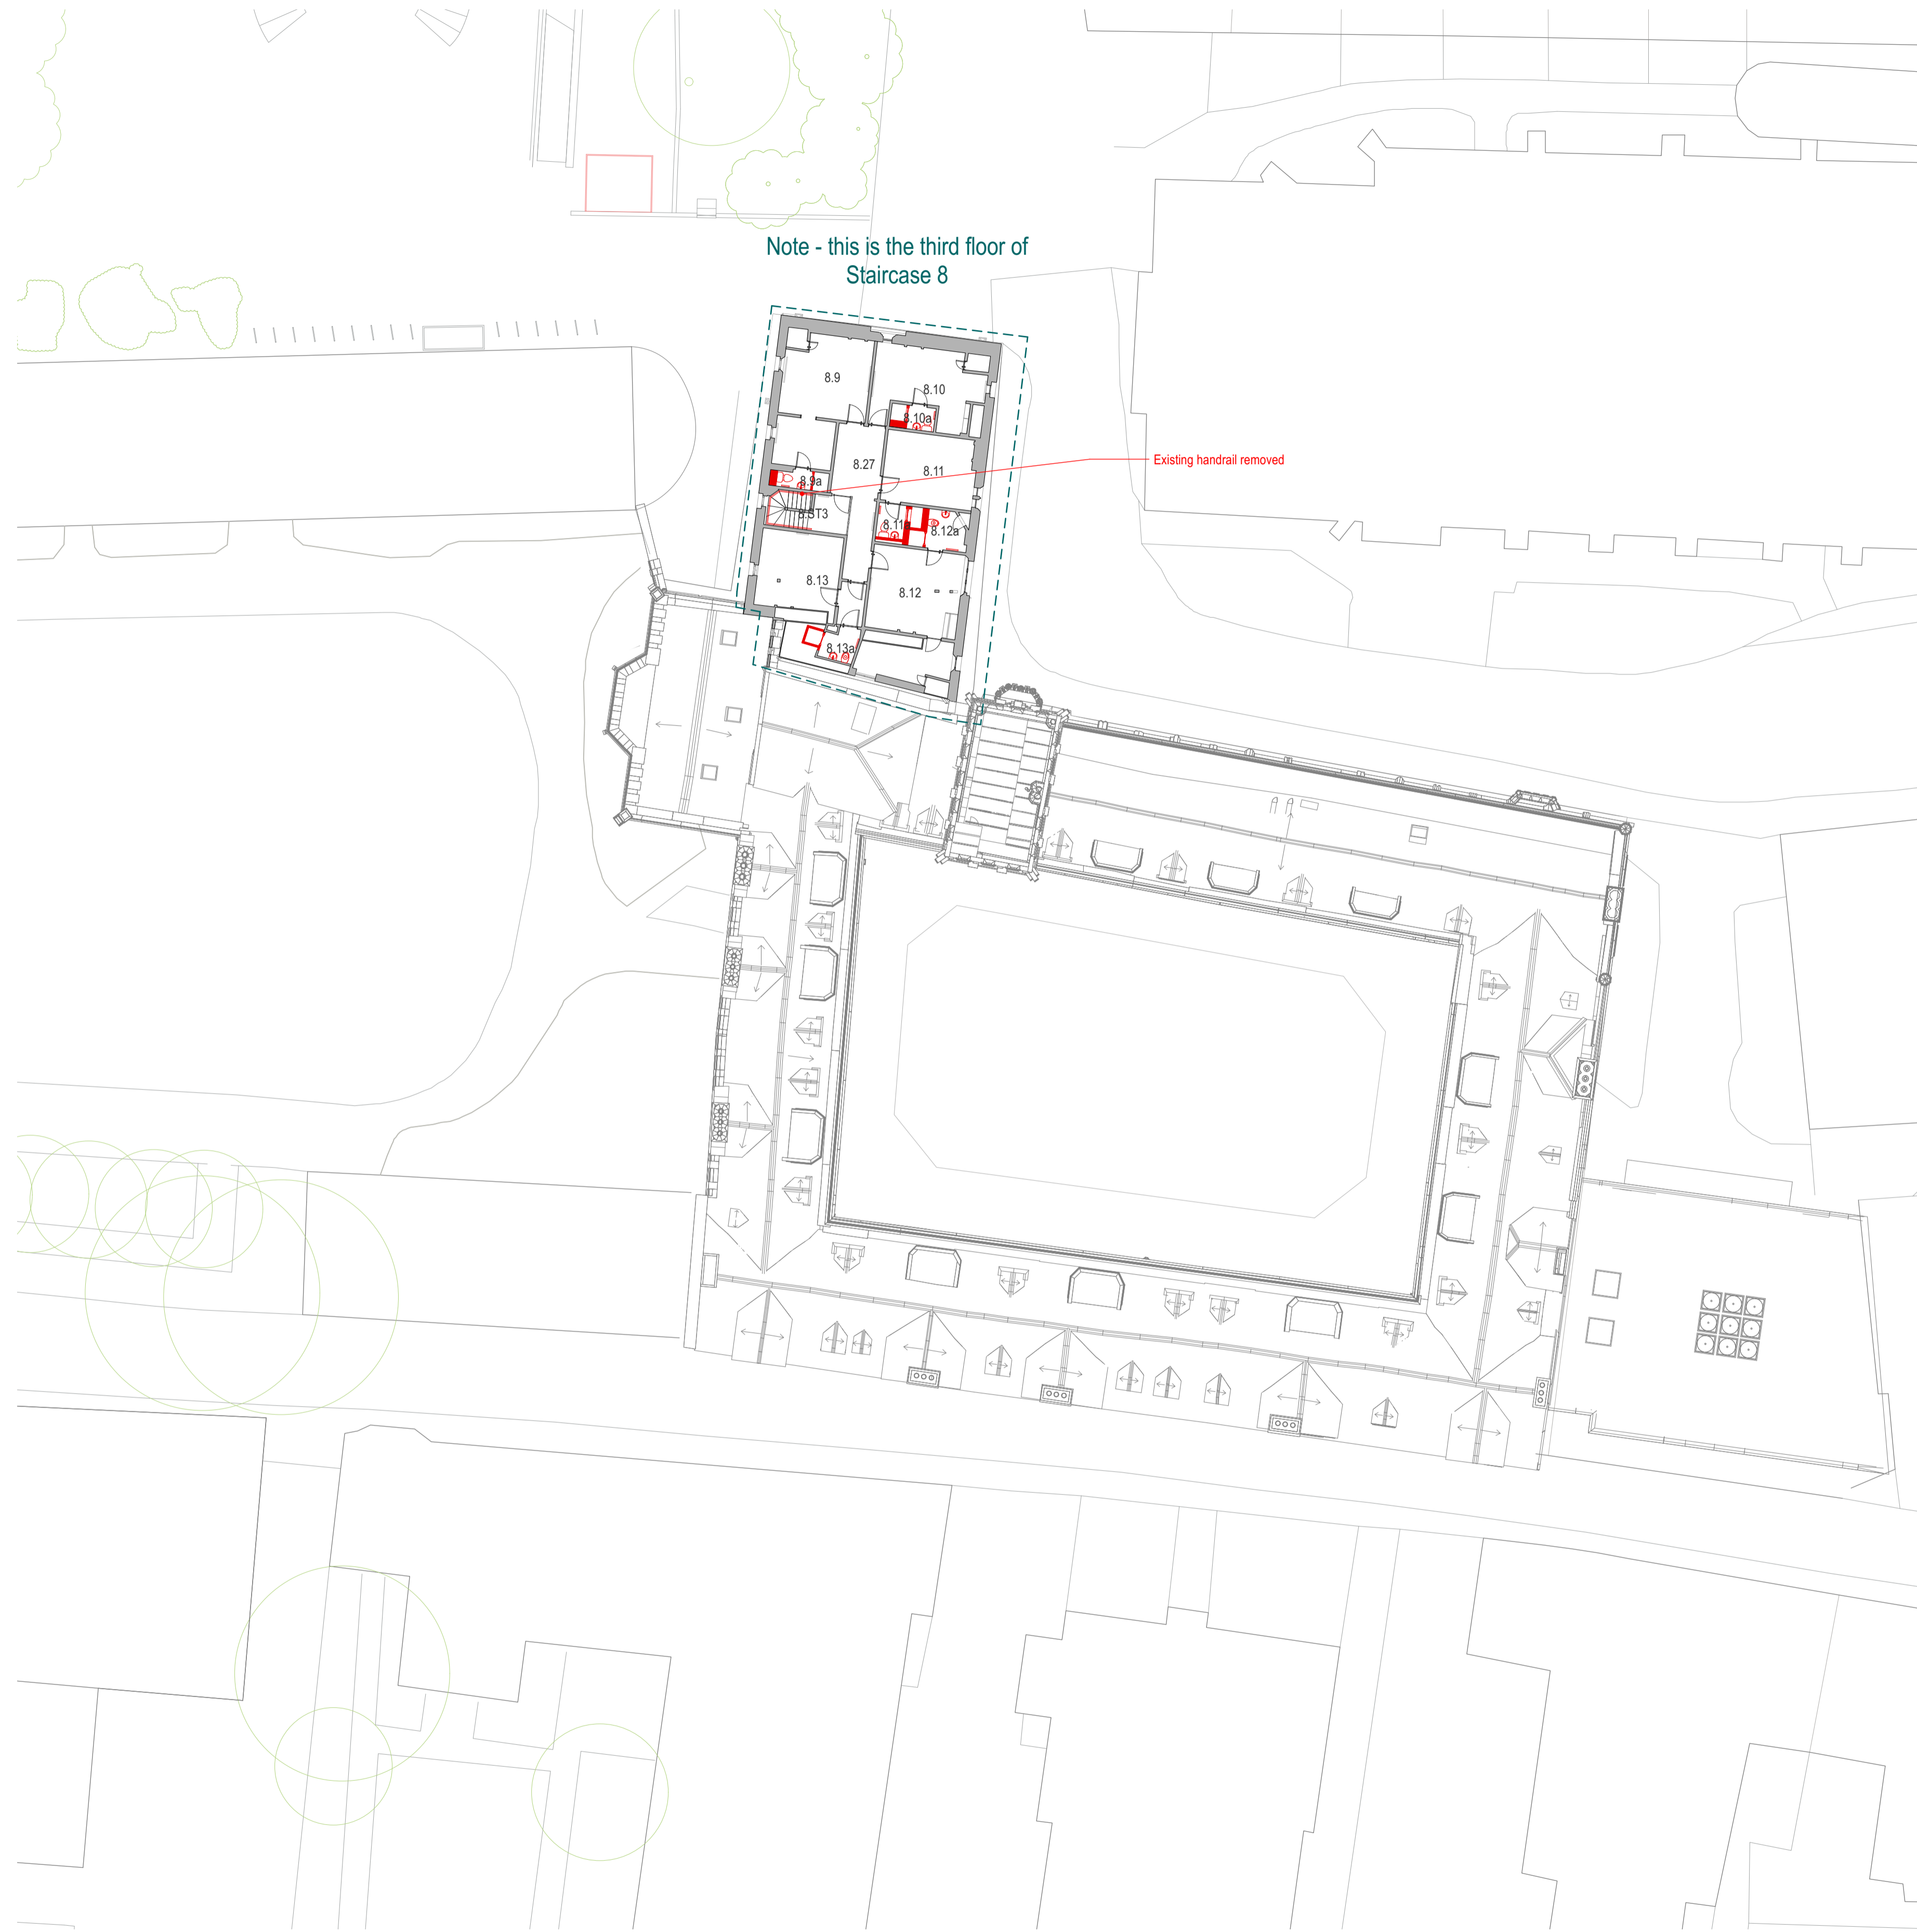 Note - this is the third floor of
Staircase 8
8.9
8.10
8.10a
8.27
8.11
Existing handrail removed
8.9a
8.ST3
8.11a
8.12a
8.13
8.12
8.13a